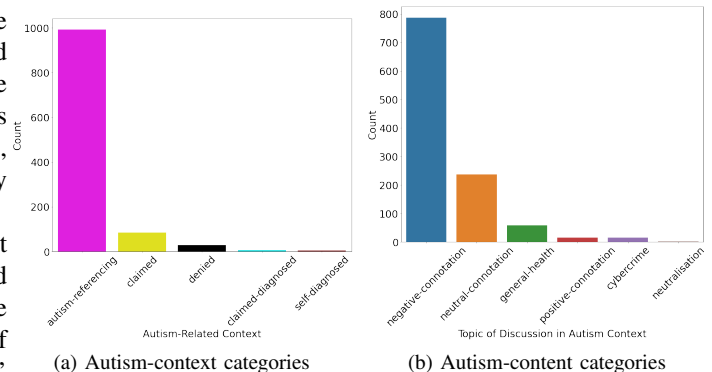 e
d
e
s
,
y
t
d
e
f
1000
800
600
400
200
0
Count
autism-referencing
claimed
denied
claimed-diagnosed
self-diagnosed
Autism-Related Context
(a) Autism-context categories
800
700
600
500
400
300
200
100
0
Count
negative-connotation
neutral-connotation
general-health
positive-connotation
cybercrime
neutralisation
Topic of Discussion in Autism Context
(b) Autism-content categories